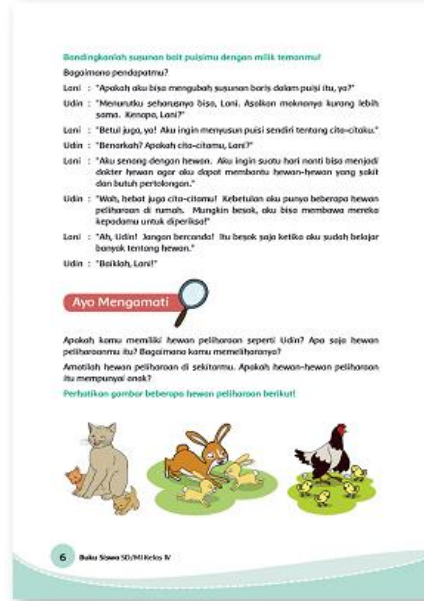 Bandingkanlah susunan bait puisimu dengan milik temanmu!
Bagaimana pendapatmu?
Lani : "Apakah aku bisa mengubah susunan baris dalam puisi itu, ya?"
Udin : "Menurutku seharusnya bisa, Lani. Asalkan maknanya kurang lebih
sama. Kenapa, Lani?"
Lani : "Betul juga, ya! Aku ingin menyusun puisi sendiri tentang cita-citaku."
Udin : "Benarkah? Apakah cita-citamu, Lani?"
Lani : "Aku senang dengan hewan. Aku ingin suatu hari nanti bisa menjadi
dokter hewan agar aku dapat membantu hewan-hewan yang sakit
dan butuh pertolongan."
Udin : "Wah, hebat juga cita-citamu! Kebetulan aku punya beberapa hewan
peliharaan di rumah. Mungkin besok, aku bisa membawa mereka
kepadamu untuk diperiksa!"
Lani : "Ah, Udin! Jangan bercanda! Itu besok saja ketika aku sudah belajar
banyak tentang hewan."
Udin : "Baiklah, Lani!"
Ayo Mengamati
Apakah kamu memiliki hewan peliharaan seperti Udin? Apa saja hewan
peliharaanmu itu? Bagaimana kamu memeliharanya?
Amatilah hewan peliharaan di sekitarmu. Apakah hewan-hewan peliharaan
itu mempunyai anak?
Perhatikan gambar beberapa hewan peliharaan berikut!
6 Buku Siswa SD/MI Kelas IV